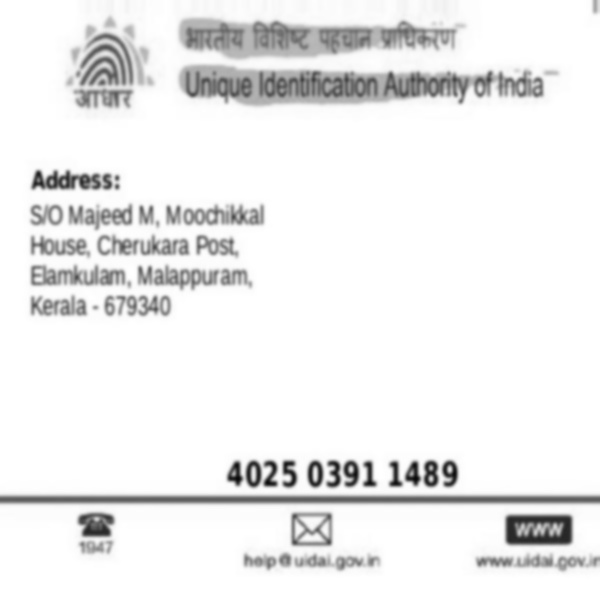 भारतीय विशिष्ट पहचान प्राधिकरण
आधार
Unique Identification Authority of India
Address:
S/O Majeed M, Moochikkal
House, Cherukara Post,
Elamkulam, Malappuram,
Kerala - 679340
4025 0391 1489
1947
help@uidai.gov.in
WWW
www.uidai.gov.in